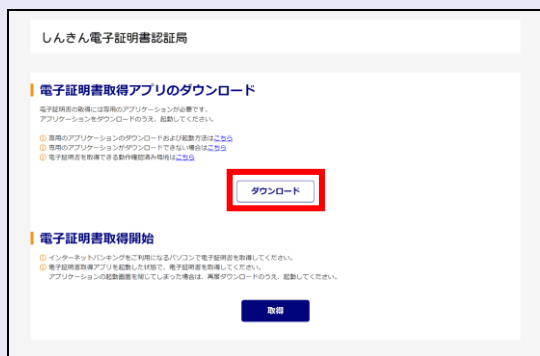 しんきん電子証明書認証局
電子証明書取得アプリのダウンロード
電子証明書の取得には専用のアプリケーションが必要です。
アプリケーションをダウンロードのうえ、起動してください。
専用のアプリケーションのダウンロードおよび起動方法はこちら
専用のアプリケーションがダウンロードできない場合はこちら
電子証明書を取得できる動作確認済み環境はこちら
ダウンロード
電子証明書取得開始
インターネットバンキングをご利用になるパソコンで電子証明書を取得してください。
電子証明書取得アプリを起動した状態で、電子証明書を取得してください。
アプリケーションの起動画面を閉じてしまった場合は、再度ダウンロードのうえ、起動してください。
取得